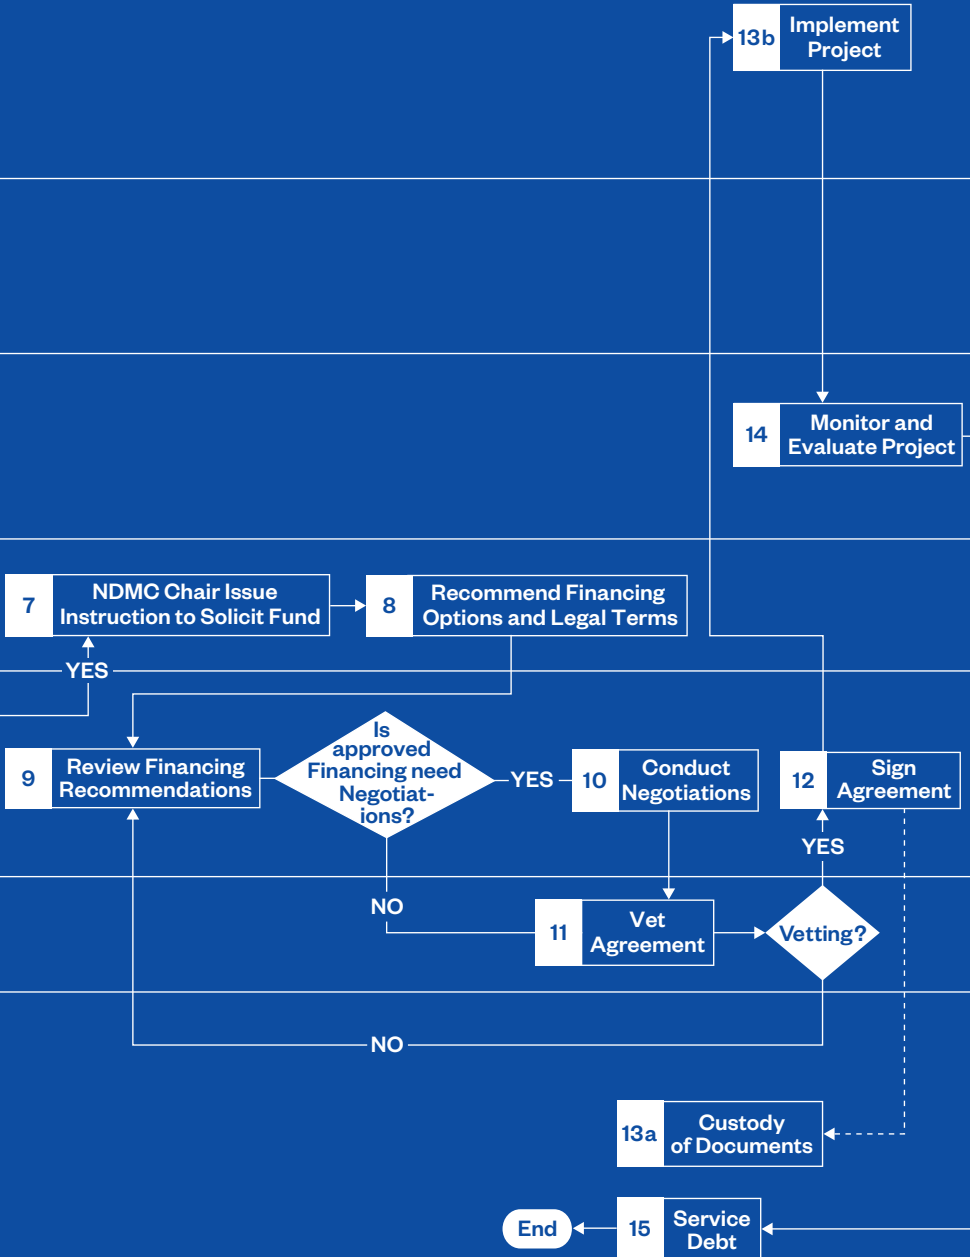 13b
Implement
Project
14
Monitor and
Evaluate Project
7
NDMC Chair Issue
Instruction to Solicit Fund
8
Recommend Financing
Options and Legal Terms
YES
9
Review Financing
Recommendations
Is
approved
Financing need
Negotiat-
ions?
YES
10
Conduct
Negotiations
12
Sign
Agreement
YES
NO
11
Vet
Agreement
Vetting?
NO
13a
Custody
of Documents
End
15
Service
Debt